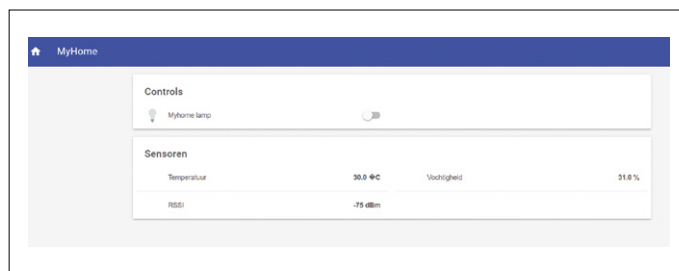 MyHome
Controls
Myhome lamp
Sensoren
Temperatuur 30.0 �C Vochtigheid 31.0 %
RSSI -75 dBm